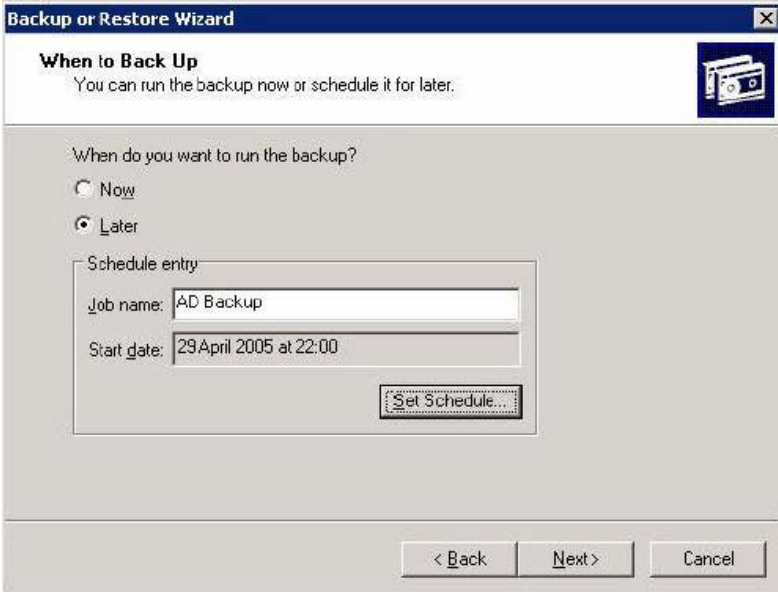 Backup or Restore Wizard
When to Back Up
You can run the backup now or schedule it for later.
When do you want to run the backup?
Now
Later
Schedule entry
Job name: AD Backup
Start date: 29 April 2005 at 22:00
Set Schedule...
< Back Next > Cancel